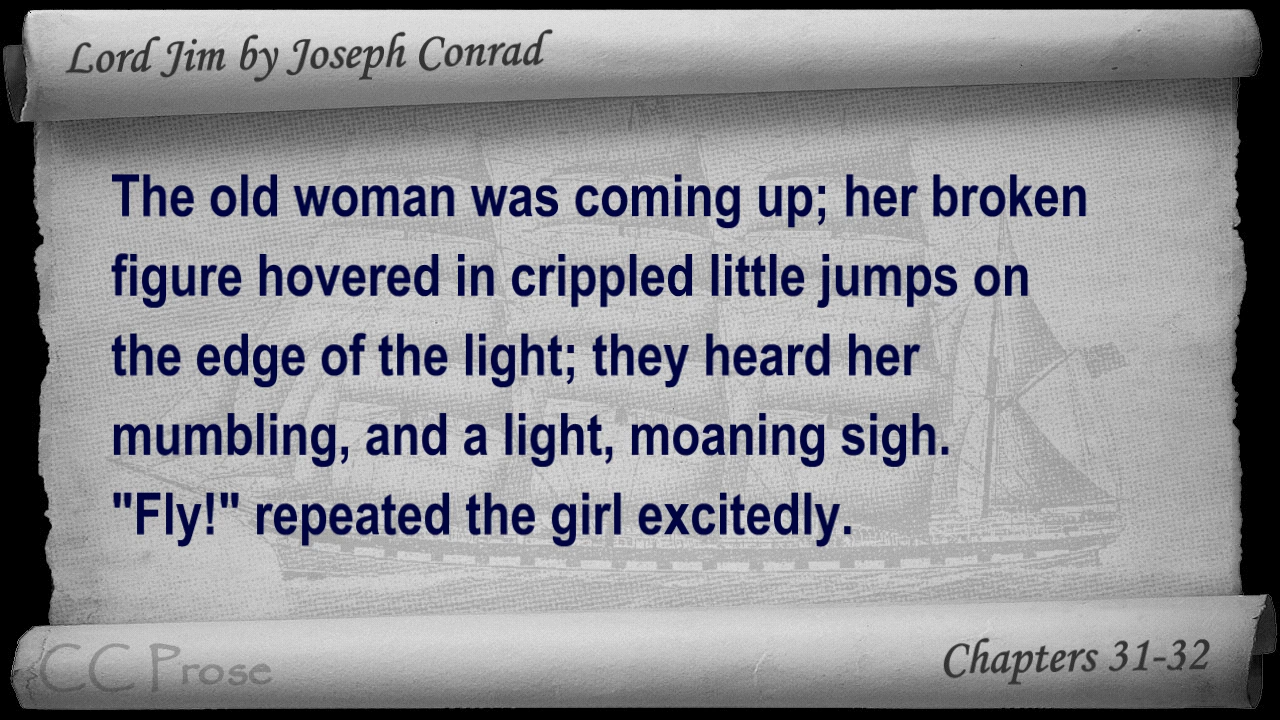 Lord Jim by Joseph Conrad
The old woman was coming up; her broken
figure hovered in crippled little jumps on
the edge of the light; they heard her
mumbling, and a light, moaning sigh.
"Fly!" repeated the girl excitedly.
CC Prose
Chapters 31-32